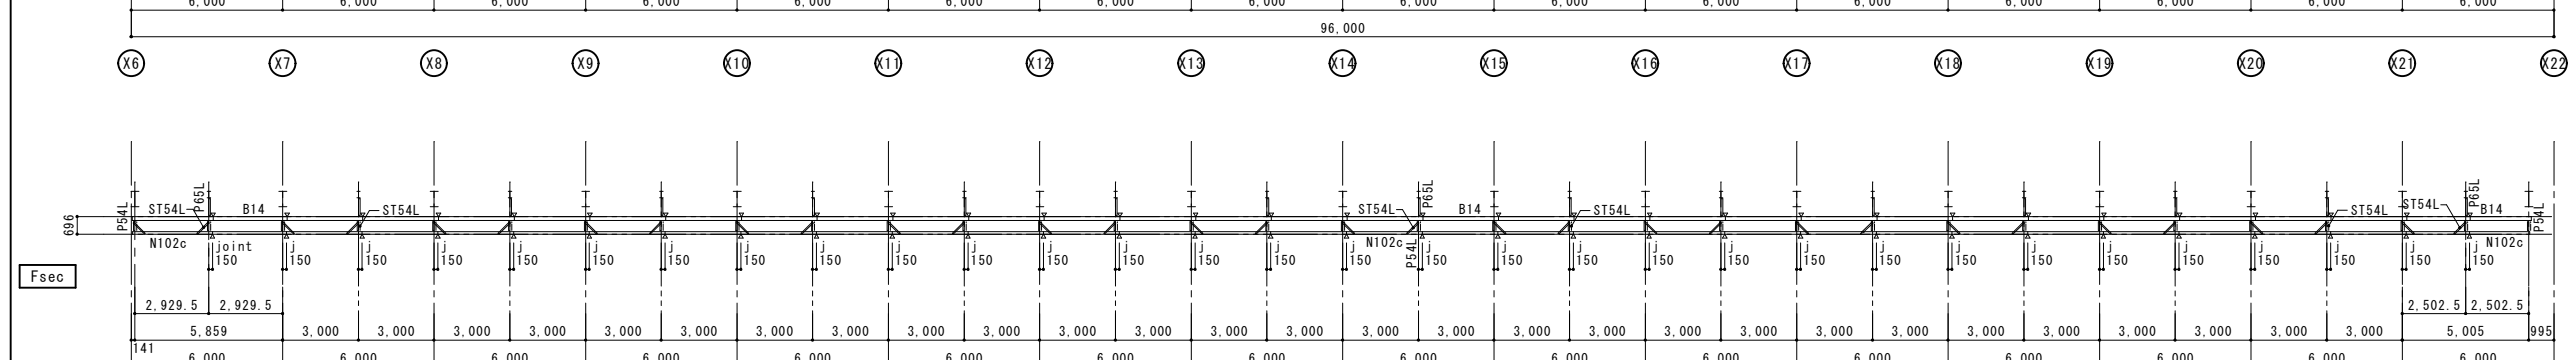 6,000 6,000 6,000 6,000 6,000 6,000 6,000 6,000 6,000 6,000 6,000 6,000 6,000 6,000 6,000 6,000
96,000
X6 X7 X8 X9 X10 X11 X12 X13 X14 X15 X16 X17 X18 X19 X20 X21 X22
696 P54L ST54L P65L B14 ST54L ST54L P65L B14 ST54L ST54L ST54L P65L B14 P54L
N102c joint j j j j j j j j j j j j j j j N102c P54L j j j j j j j j j j j j j j j N102c
150 150 150 150 150 150 150 150 150 150 150 150 150 150 150 150 150 150 150 150 150 150 150 150 150 150 150 150 150 150 150
Fsec
2,929.5 2,929.5 2,502.5 2,502.5
5,859 3,000 3,000 3,000 3,000 3,000 3,000 3,000 3,000 3,000 3,000 3,000 3,000 3,000 3,000 3,000 3,000 3,000 3,000 3,000 3,000 3,000 3,000 3,000 3,000 3,000 3,000 3,000 3,000 5,005 995
141
6,000 6,000 6,000 6,000 6,000 6,000 6,000 6,000 6,000 6,000 6,000 6,000 6,000 6,000 6,000 6,000